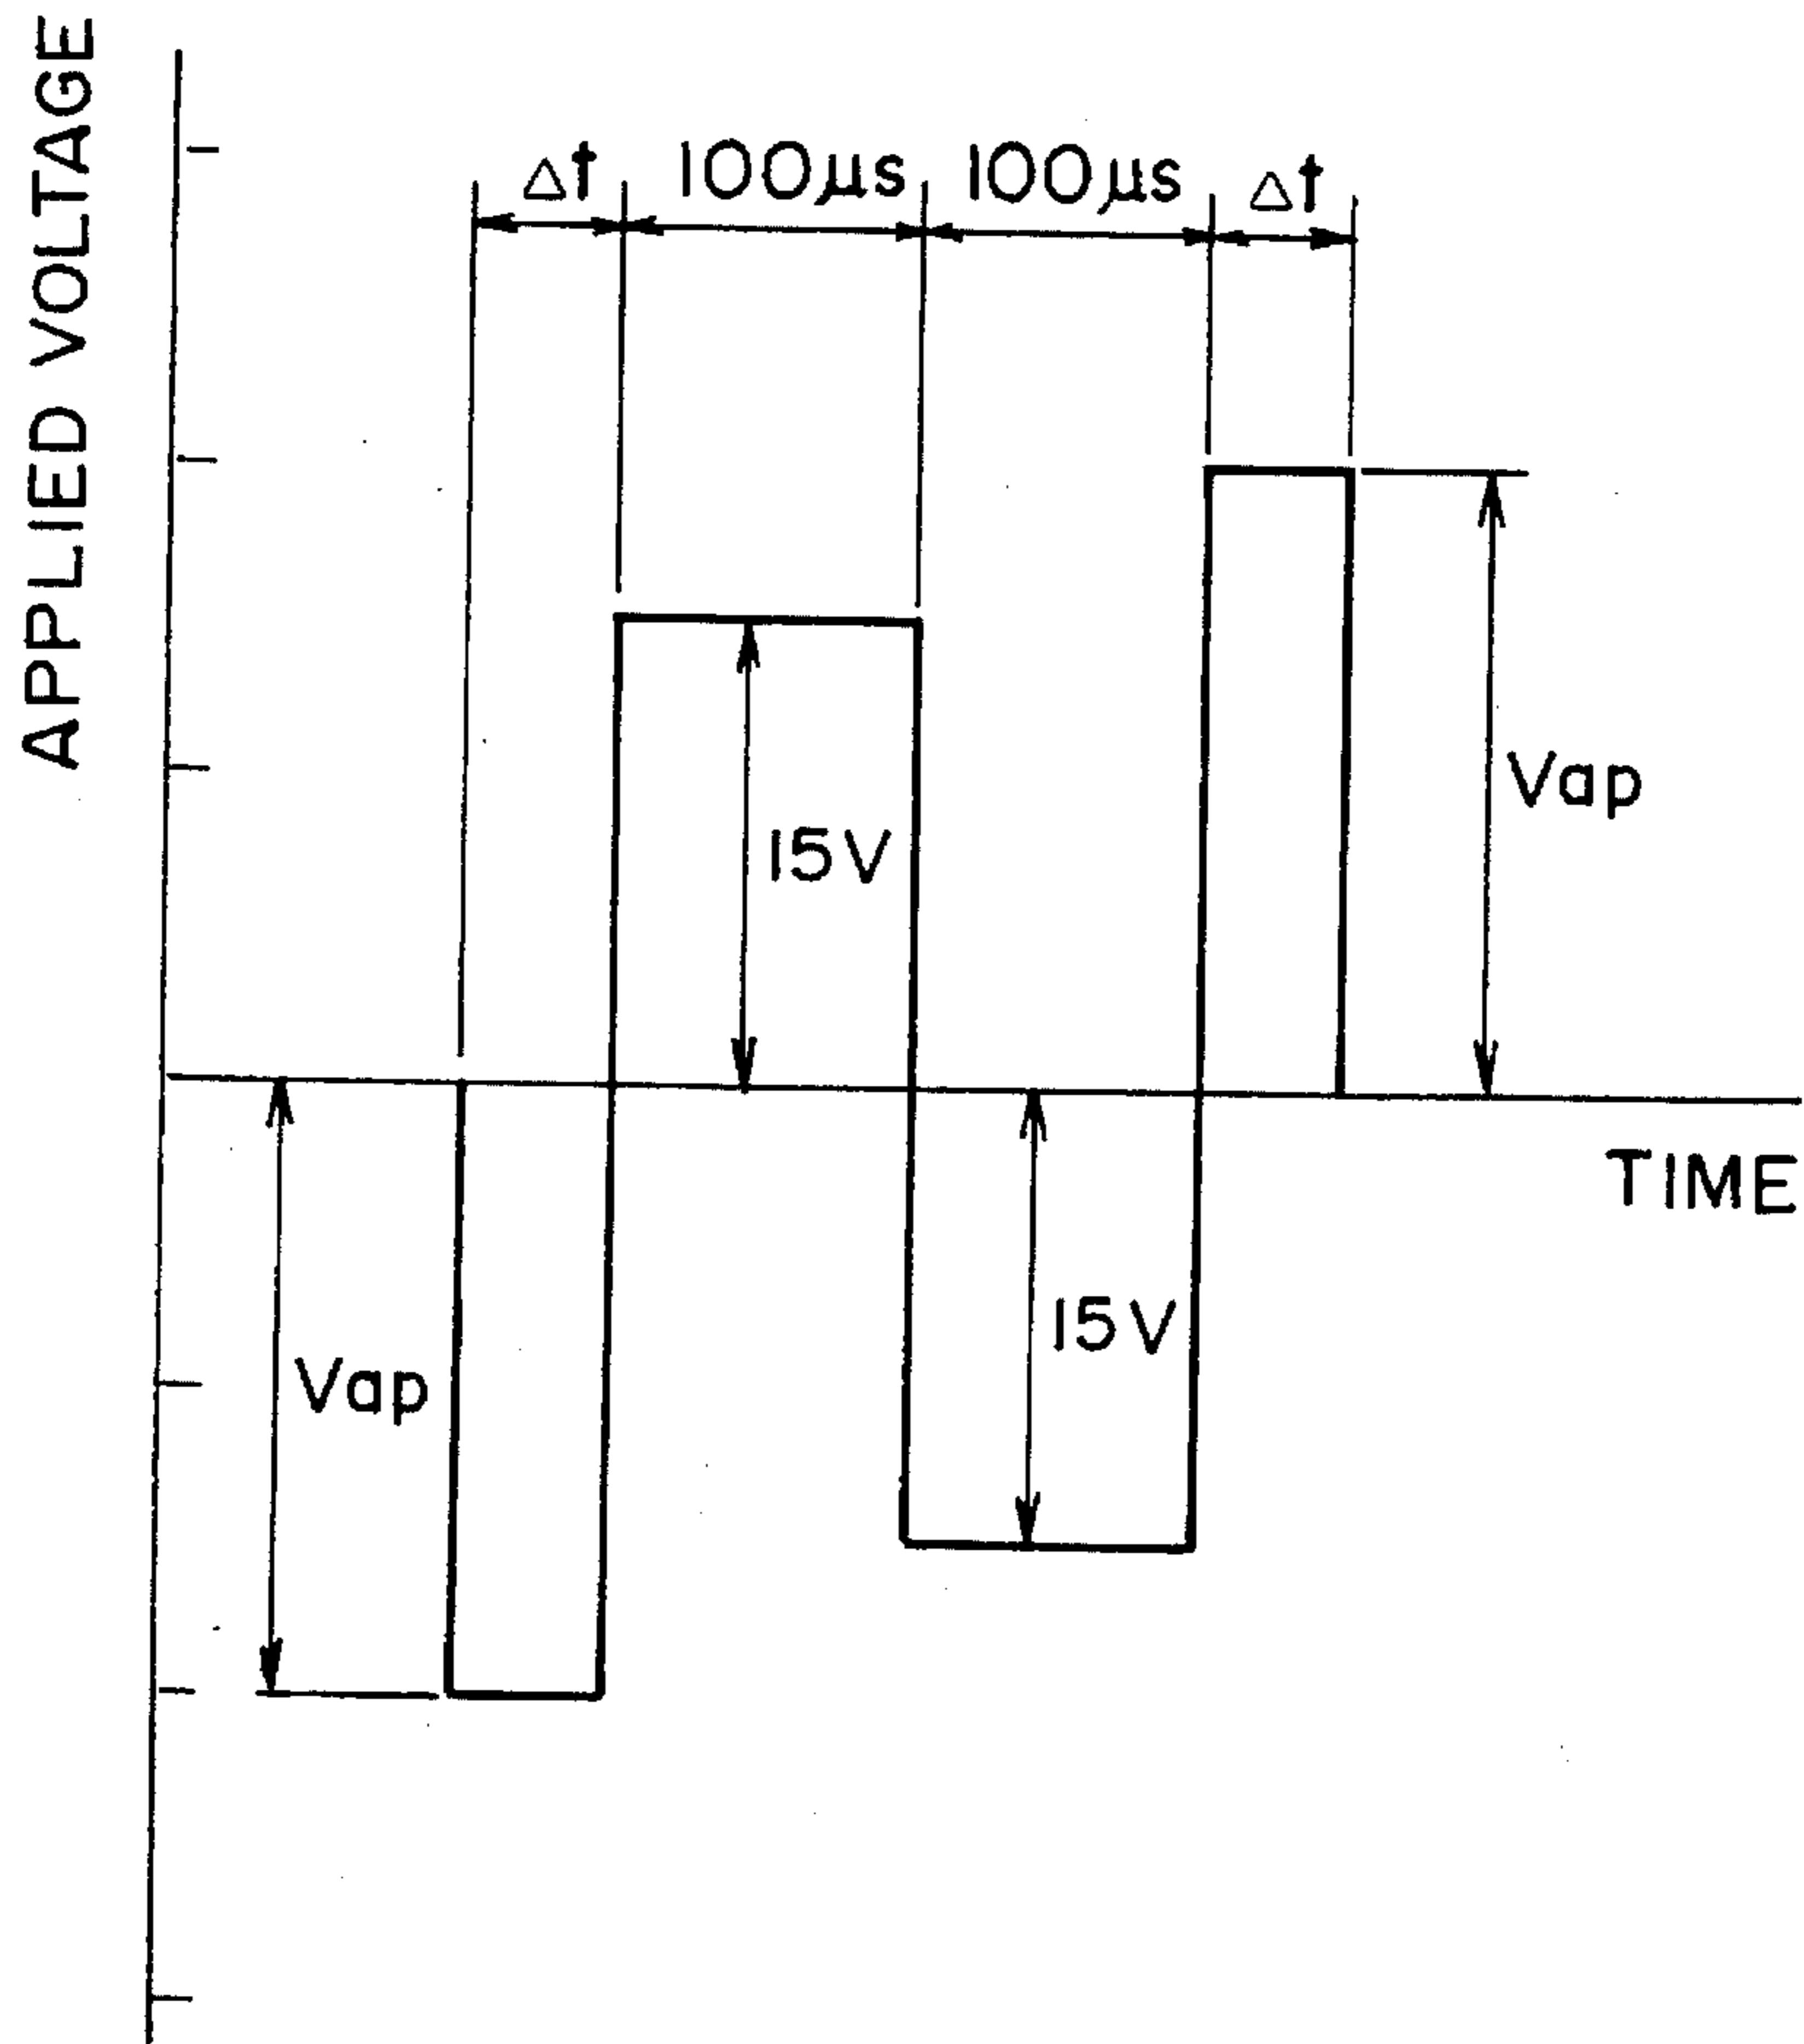 APPLIED VOLTAGE
Δt 100μs 100μs Δt
Vap
15V
15V
Vap
TIME